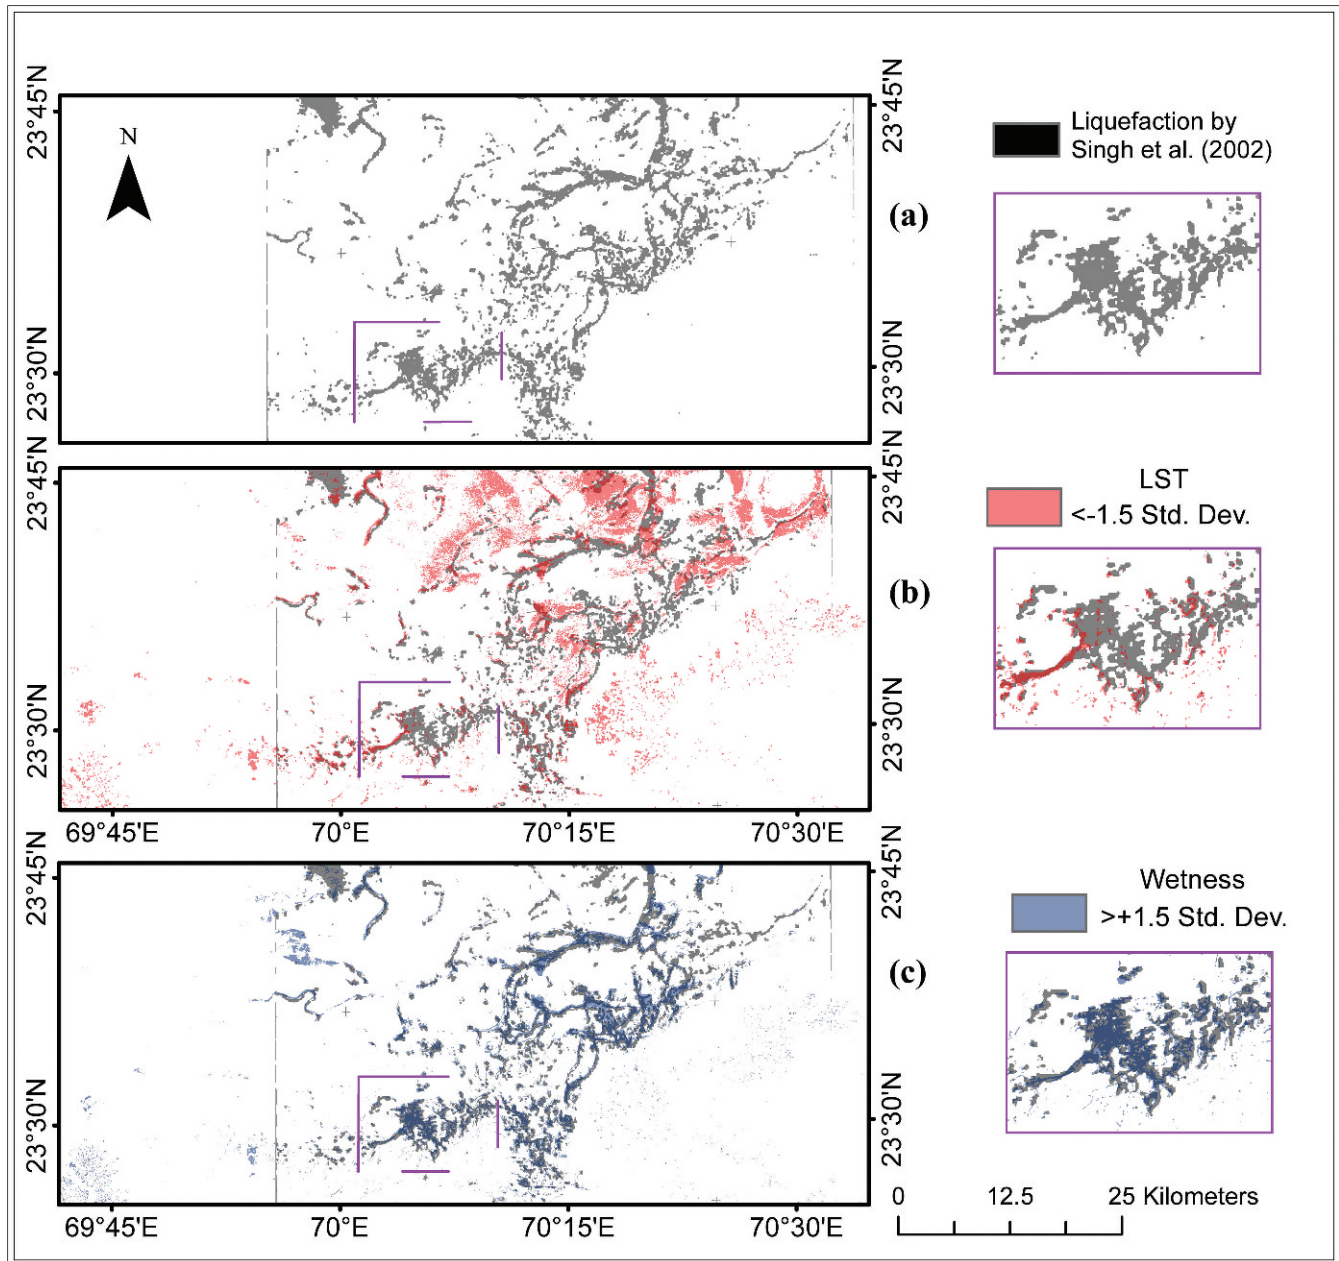 23°45'N
23°45'N
N
Liquefaction by
Singh et al. (2002)
(a)
23°30'N
23°30'N
23°45'N
23°45'N
LST
<-1.5 Std. Dev.
(b)
23°30'N
23°30'N
69°45'E
70°E
70°15'E
70°30'E
23°45'N
23°45'N
Wetness
>+1.5 Std. Dev.
(c)
23°30'N
23°30'N
0
12.5
25 Kilometers
69°45'E
70°E
70°15'E
70°30'E